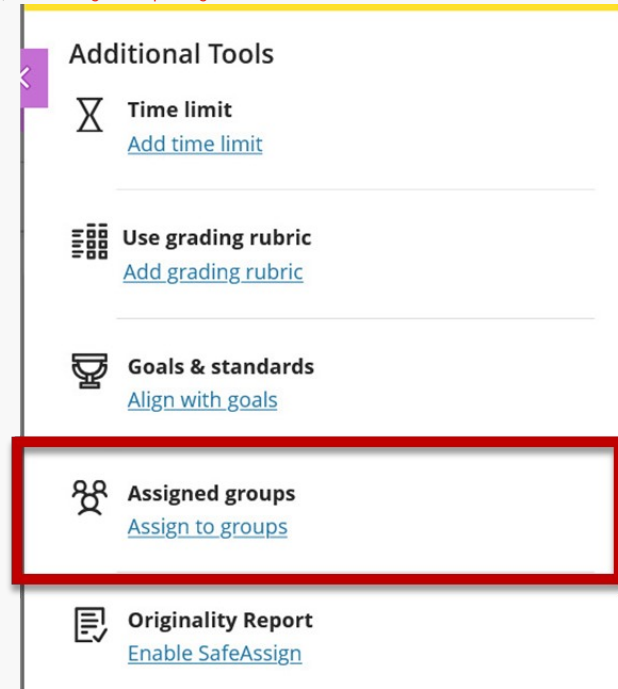 Additional Tools
Time limit
Add time limit
Use grading rubric
Add grading rubric
Goals & standards
Align with goals
Assigned groups
Assign to groups
Originality Report
Enable SafeAssign